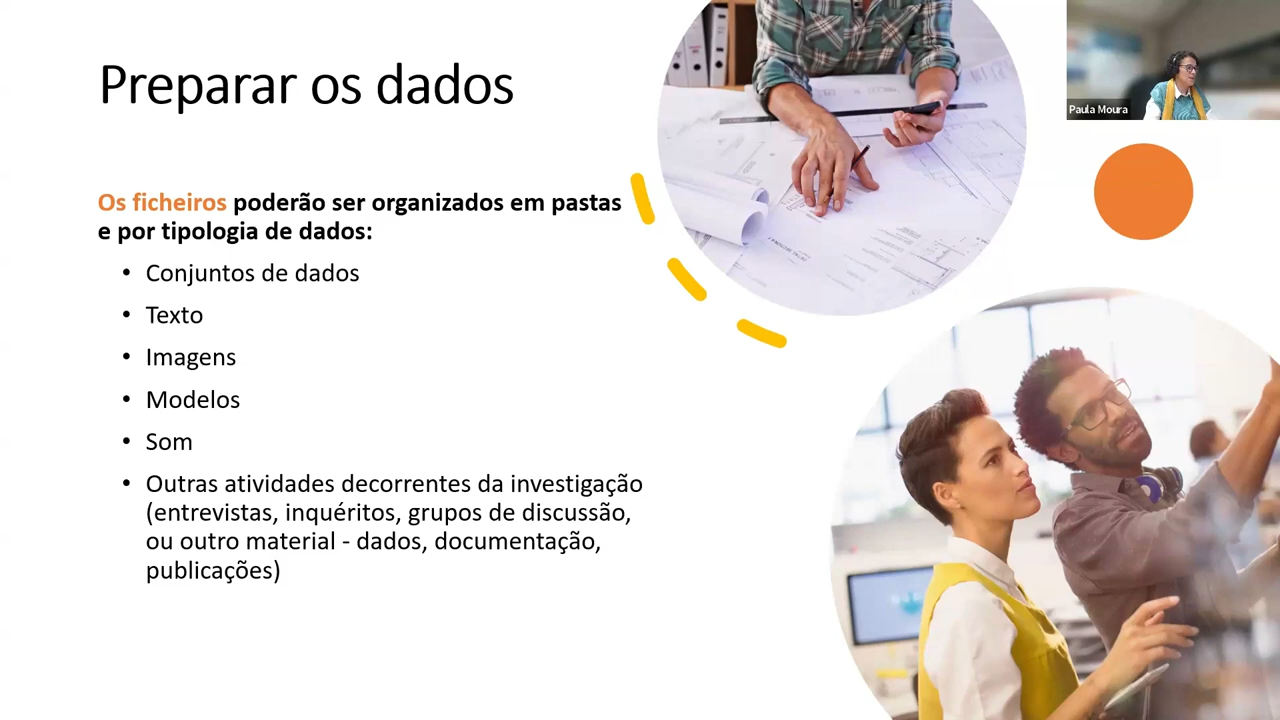 Preparar os dados
Paula Moura
Os ficheiros poderão ser organizados em pastas
e por tipologia de dados:
• Conjuntos de dados
• Texto
• Imagens
• Modelos
• Som
• Outras atividades decorrentes da investigação
(entrevistas, inquéritos, grupos de discussão,
ou outro material - dados, documentação,
publicações)